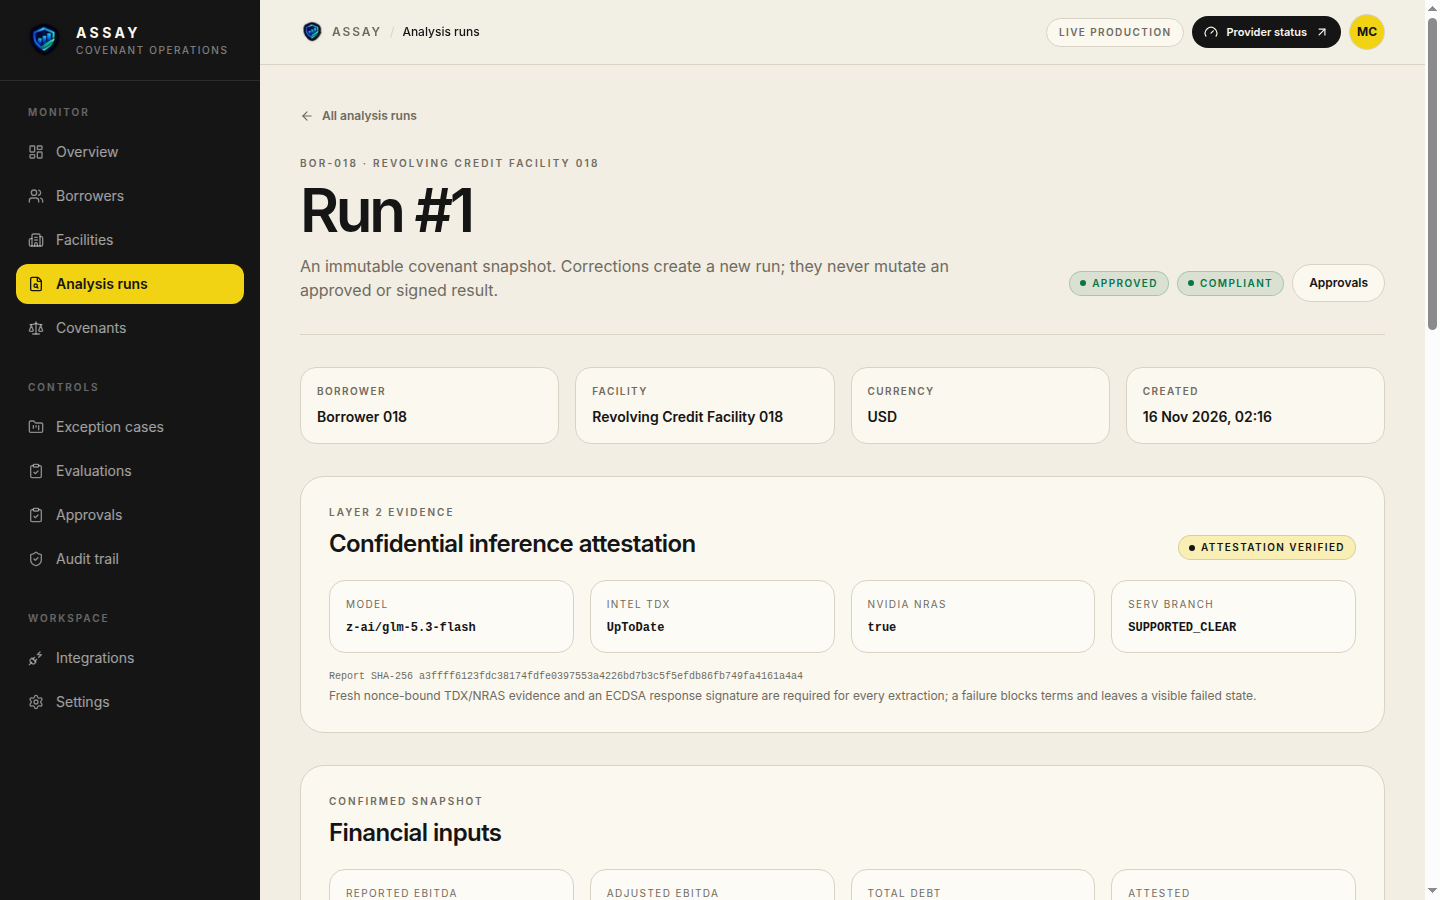 ASSAY
COVENANT OPERATIONS
MONITOR
Overview
Borrowers
Facilities
Analysis runs
Covenants
CONTROLS
Exception cases
Evaluations
Approvals
Audit trail
WORKSPACE
Integrations
Settings
ASSAY / Analysis runs
LIVE PRODUCTION
Provider status
MC
All analysis runs
BOR-018 · REVOLVING CREDIT FACILITY 018
Run #1
An immutable covenant snapshot. Corrections create a new run; they never mutate an
approved or signed result.
APPROVED
COMPLIANT
Approvals
BORROWER
Borrower 018
FACILITY
Revolving Credit Facility 018
CURRENCY
USD
CREATED
16 Nov 2026, 02:16
LAYER 2 EVIDENCE
Confidential inference attestation
ATTESTATION VERIFIED
MODEL
z-ai/glm-5.3-flash
INTEL TDX
UpToDate
NVIDIA NRAS
true
SERV BRANCH
SUPPORTED_CLEAR
Report SHA-256 a3ffff6123fdc38174fdfe0397553a4226bd7b3c5f5efdb86fb749fa4161a4a4
Fresh nonce-bound TDX/NRAS evidence and an ECDSA response signature are required for every extraction; a failure blocks terms and leaves a visible failed state.
CONFIRMED SNAPSHOT
Financial inputs
REPORTED EBITDA
ADJUSTED EBITDA
TOTAL DEBT
ATTESTED